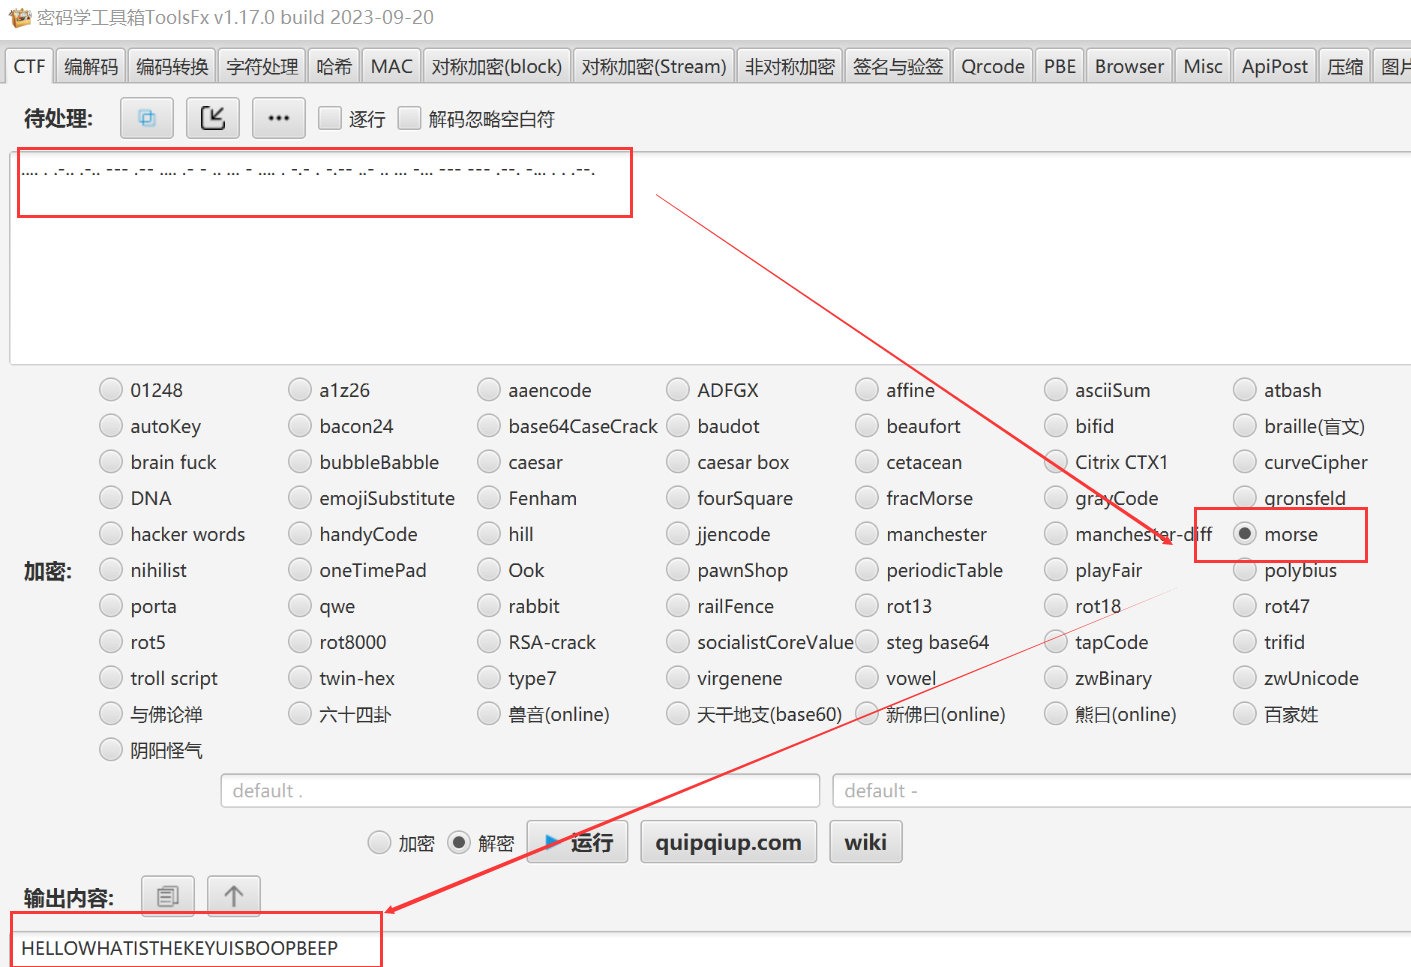 密码学工具箱ToolsFx v1.17.0 build 2023-09-20
CTF 编解码 编码转换 字符处理 哈希 MAC 对称加密(block) 对称加密(Stream) 非对称加密 签名与验签 Qrcode PBE Browser Misc ApiPost 压缩 图片
待处理: 逐行 解码忽略空白符
.... . .-.. .-.. --- .-- .... .- - .. ... - .... . -.- . -.-- ..- .. ... -... --- --- .--. -... . . .--.
01248 a1z26 aaencode ADFGX affine asciiSum atbash
autoKey bacon24 base64CaseCrack baudot beaufort bifid braille(盲文)
brain fuck bubbleBabble caesar caesar box cetacean Citrix CTX1 curveCipher
DNA emojiSubstitute Fenham fourSquare fracMorse grayCode gronsfeld
hacker words handyCode hill jjencode manchester manchester-diff morse
加密: nihilist oneTimePad Ook pawnShop periodicTable playFair polybius
porta qwe rabbit railFence rot13 rot18 rot47
rot5 rot8000 RSA-crack socialistCoreValue steg base64 tapCode trifid
troll script twin-hex type7 virgenene vowel zwBinary zwUnicode
与佛论禅 六十四卦 兽音(online) 天干地支(base60) 新佛曰(online) 熊曰(online) 百家姓
阴阳怪气
default . default -
加密 解密 运行 quipqiup.com wiki
输出内容:
HELLOWHATISTHEKEYUISBOOPBEEP